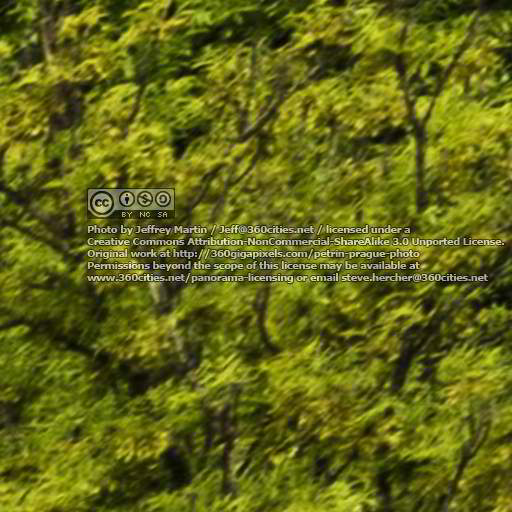 cc
BY NC SA
Photo by Jeffrey Martin / Jeff@360cities.net / licensed under a
Creative Commons Attribution-NonCommercial-ShareAlike 3.0 Unported License.
Original work at http://360gigapixels.com/petrin-prague-photo
Permissions beyond the scope of this license may be available at
www.360cities.net/panorama-licensing or email steve.hercher@360cities.net